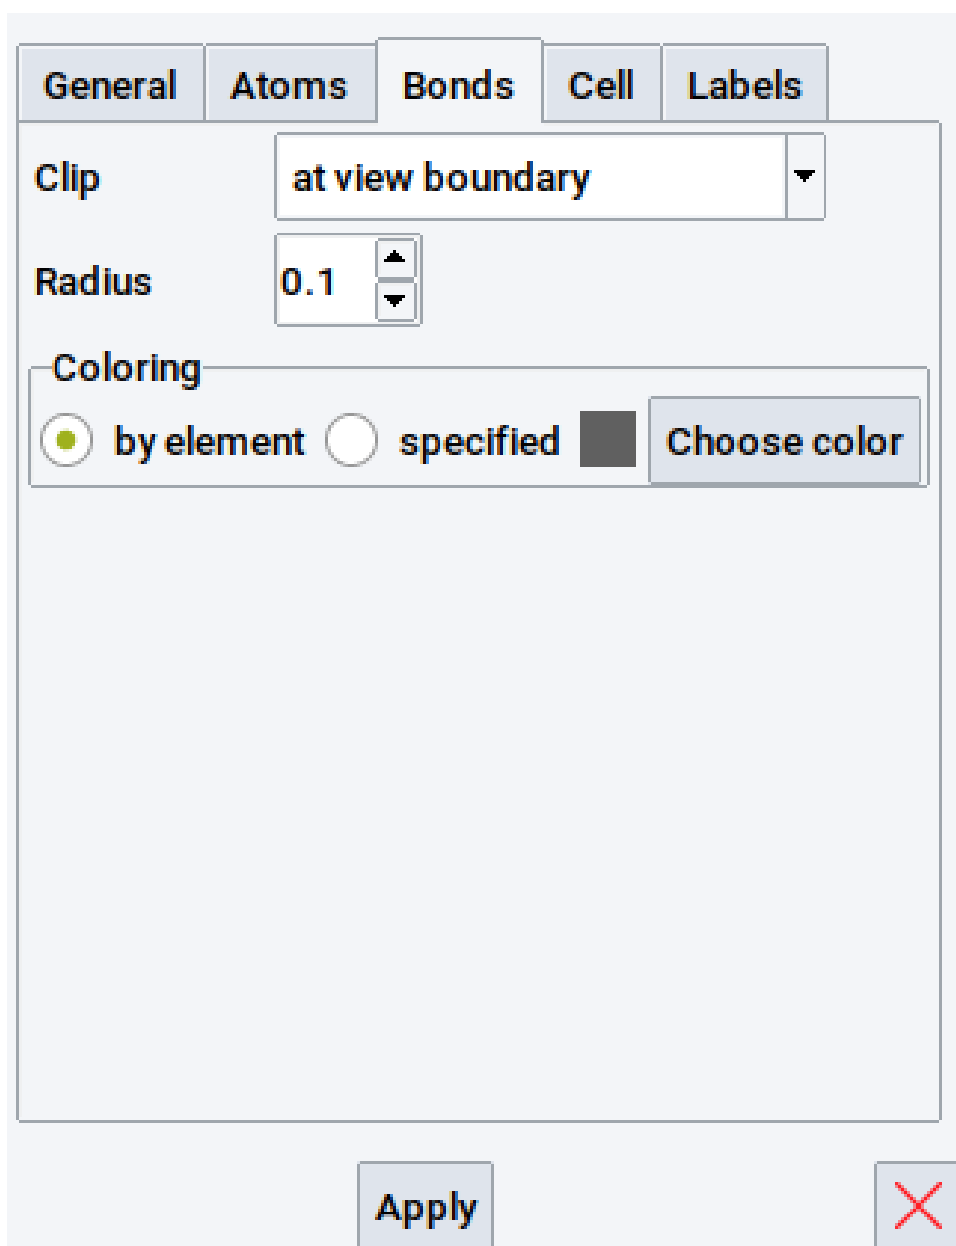 General Atoms Bonds Cell Labels
Clip at view boundary
Radius 0.1
Coloring
by element specified Choose color
Apply